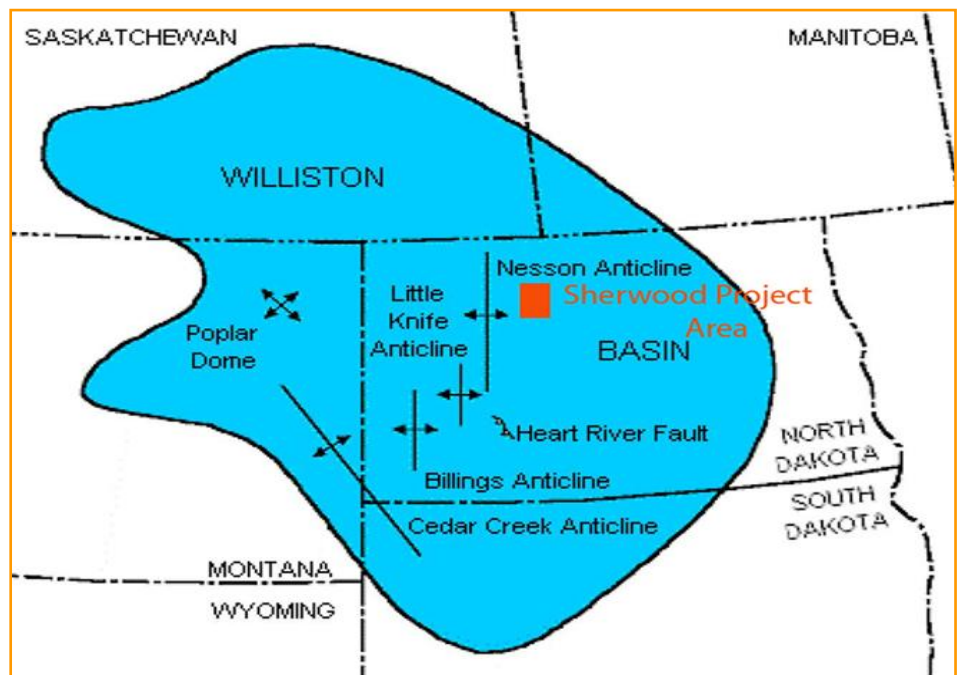 SASKATCHEWAN
MANITOBA
WILLISTON
Nesson Anticline
Little
Knife
Anticline
Sherwood Project
Area
Poplar
Dome
BASIN
Heart River Fault
NORTH
DAKOTA
Billings Anticline
SOUTH
DAKOTA
Cedar Creek Anticline
MONTANA
WYOMING